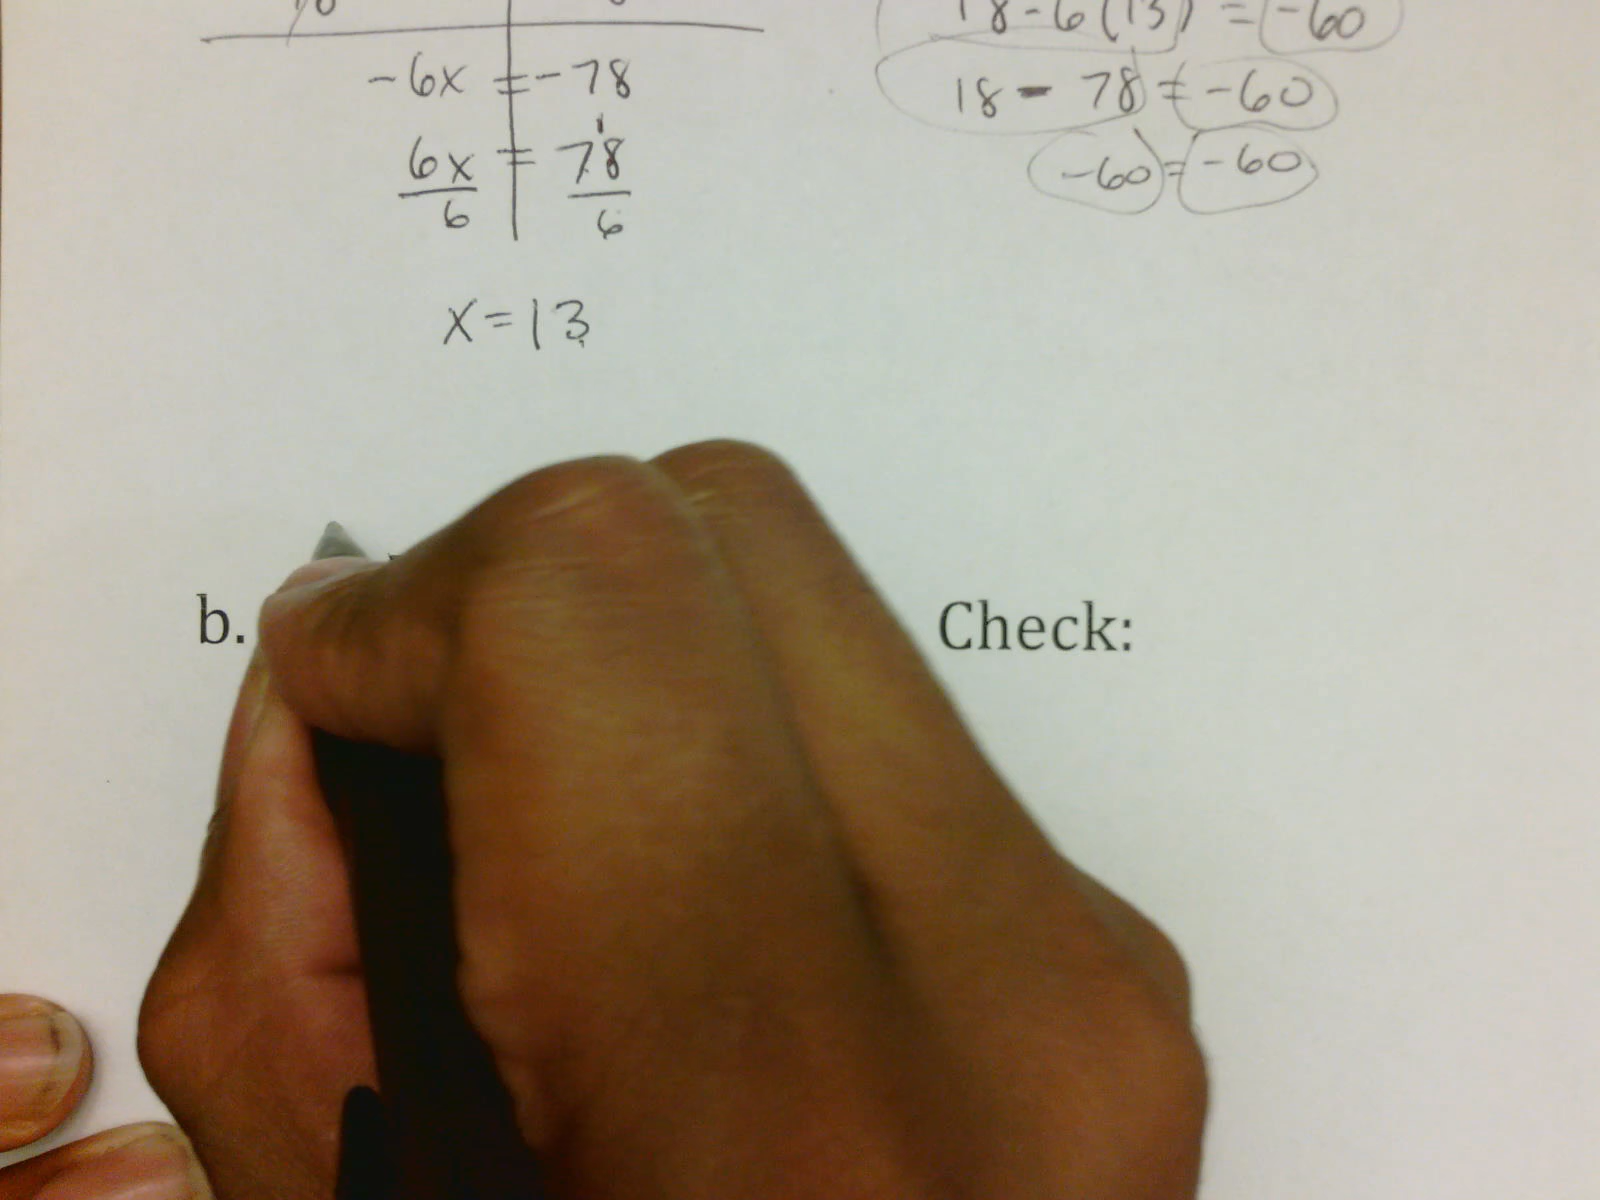 18 - 6 (13) = -60
-6x = -78
18 - 78 = -60
6x = 78
6 6
-60 = -60
x = 13
b.
Check: